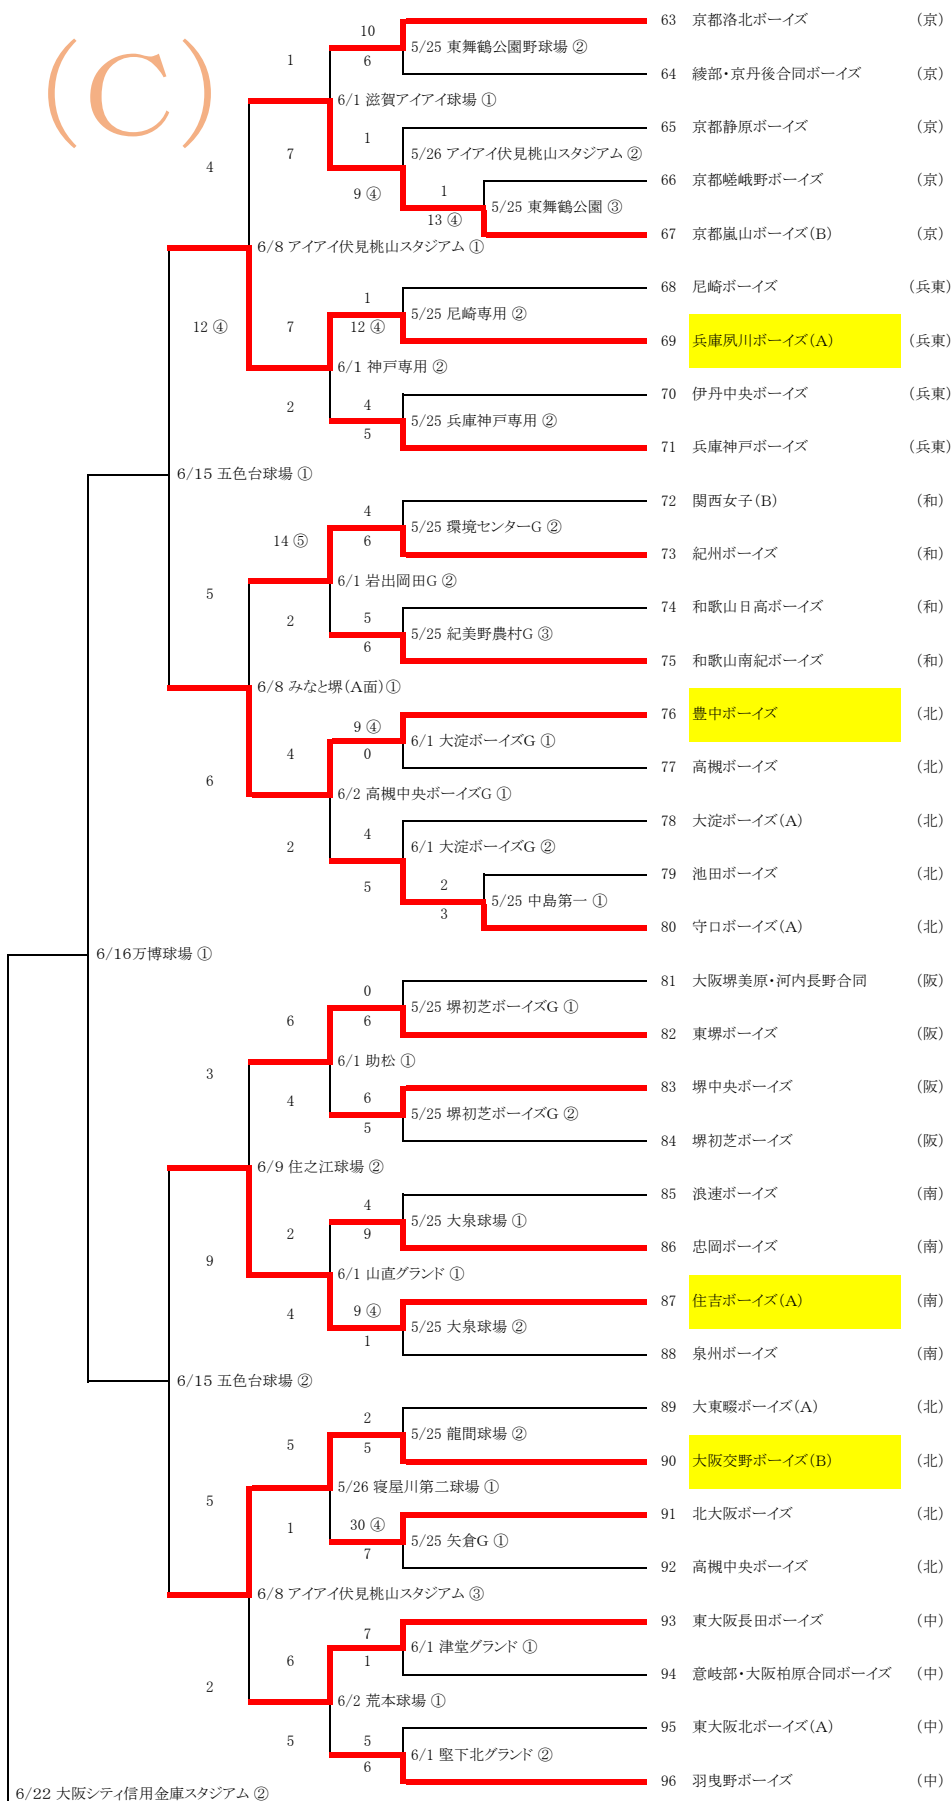 (C)
10
63 京都洛北ボーイズ (京)
5/25 東舞鶴公園野球場 ②
1
6
64 綾部・京丹後合同ボーイズ (京)
6/1 滋賀アイアイ球場 ①
65 京都静原ボーイズ (京)
1
7
5/26 アイアイ伏見桃山スタジアム ②
4
66 京都嵯峨野ボーイズ (京)
9 ④
1
5/25 東舞鶴公園 ③
13 ④
67 京都嵐山ボーイズ(B) (京)
6/8 アイアイ伏見桃山スタジアム ①
68 尼崎ボーイズ (兵東)
1
5/25 尼崎専用 ②
12 ④
7
12 ④
69 兵庫夙川ボーイズ(A) (兵東)
6/1 神戸専用 ②
70 伊丹中央ボーイズ (兵東)
2
4
5/25 兵庫神戸専用 ②
5
71 兵庫神戸ボーイズ (兵東)
6/15 五色台球場 ①
72 関西女子(B) (和)
4
5/25 環境センターG ②
14 ⑤
6
73 紀州ボーイズ (和)
6/1 岩出岡田G ②
5
74 和歌山日高ボーイズ (和)
2
5
5/25 紀美野農村G ③
6
75 和歌山南紀ボーイズ (和)
6/8 みなと堺(A面) ①
76 豊中ボーイズ (北)
9 ④
6/1 大淀ボーイズG ①
4
0
77 高槻ボーイズ (北)
6
6/2 高槻中央ボーイズG ①
78 大淀ボーイズ(A) (北)
4
2
6/1 大淀ボーイズG ②
79 池田ボーイズ (北)
5
2
5/25 中島第一 ①
3
80 守口ボーイズ(A) (北)
6/16万博球場 ①
81 大阪堺美原・河内長野合同 (阪)
0
5/25 堺初芝ボーイズG ①
6
6
82 東堺ボーイズ (阪)
6/1 助松 ①
3
83 堺中央ボーイズ (阪)
4
6
5/25 堺初芝ボーイズG ②
5
84 堺初芝ボーイズ (阪)
6/9 住之江球場 ②
85 浪速ボーイズ (南)
4
5/25 大泉球場 ①
2
9
86 忠岡ボーイズ (南)
9
6/1 山直グランド ①
87 住吉ボーイズ(A) (南)
4
9 ④
5/25 大泉球場 ②
1
88 泉州ボーイズ (南)
6/15 五色台球場 ②
89 大東畷ボーイズ(A) (北)
2
5/25 龍間球場 ②
5
5
90 大阪交野ボーイズ(B) (北)
5/26 寝屋川第二球場 ①
5
91 北大阪ボーイズ (北)
1
30 ④
5/25 矢倉G ①
7
92 高槻中央ボーイズ (北)
6/8 アイアイ伏見桃山スタジアム ③
93 東大阪長田ボーイズ (中)
7
6/1 津堂グランド ①
6
1
94 意岐部・大阪柏原合同ボーイズ (中)
2
6/2 荒本球場 ①
95 東大阪北ボーイズ(A) (中)
5
5
6/1 堅下北グランド ②
6
96 羽曳野ボーイズ (中)
6/22 大阪シティ信用金庫スタジアム ②